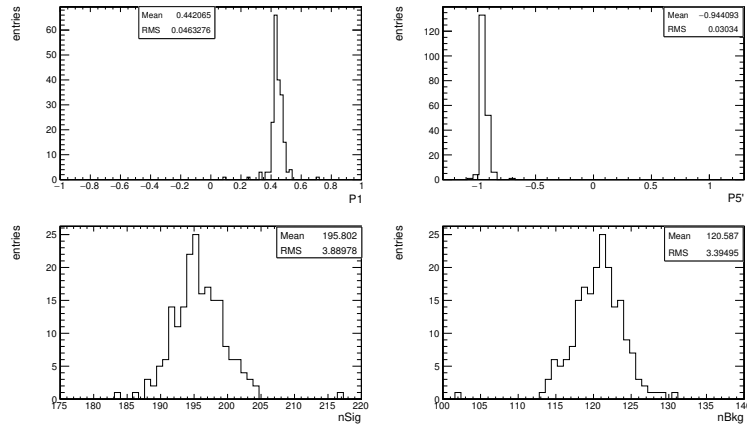 entries
Mean 0.442065
RMS 0.0463276
60
50
40
30
20
10
0
−1 −0.8 −0.6 −0.4 −0.2 0 0.2 0.4 0.6 0.8 1
P1
entries
Mean −0.944093
RMS 0.03034
120
100
80
60
40
20
0
−1 −0.5 0 0.5 1
P5'
entries
Mean 195.802
RMS 3.88978
25
20
15
10
5
0
175 180 185 190 195 200 205 210 215 220
nSig
entries
Mean 120.587
RMS 3.39495
25
20
15
10
5
0
100 105 110 115 120 125 130 135 140
nBkg